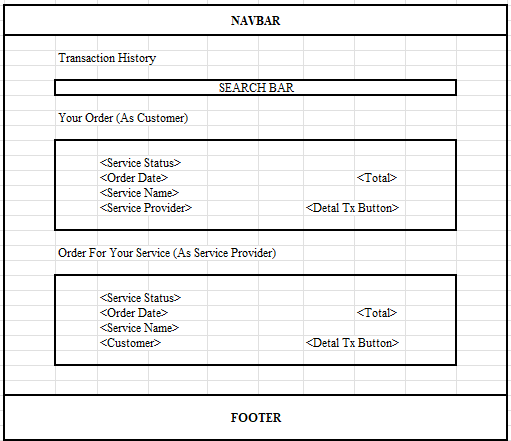 NAVBAR
Transaction History
SEARCH BAR
Your Order (As Customer)
<Service Status>
<Order Date> <Total>
<Service Name>
<Service Provider> <Detal Tx Button>
Order For Your Service (As Service Provider)
<Service Status>
<Order Date> <Total>
<Service Name>
<Customer> <Detal Tx Button>
FOOTER